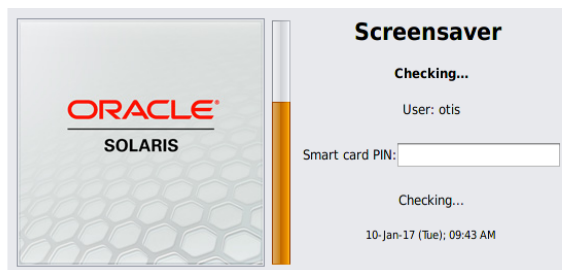 ORACLE®
SOLARIS
Screensaver
Checking...
User: otis
Smart card PIN:
Checking...
10-Jan-17 (Tue); 09:43 AM